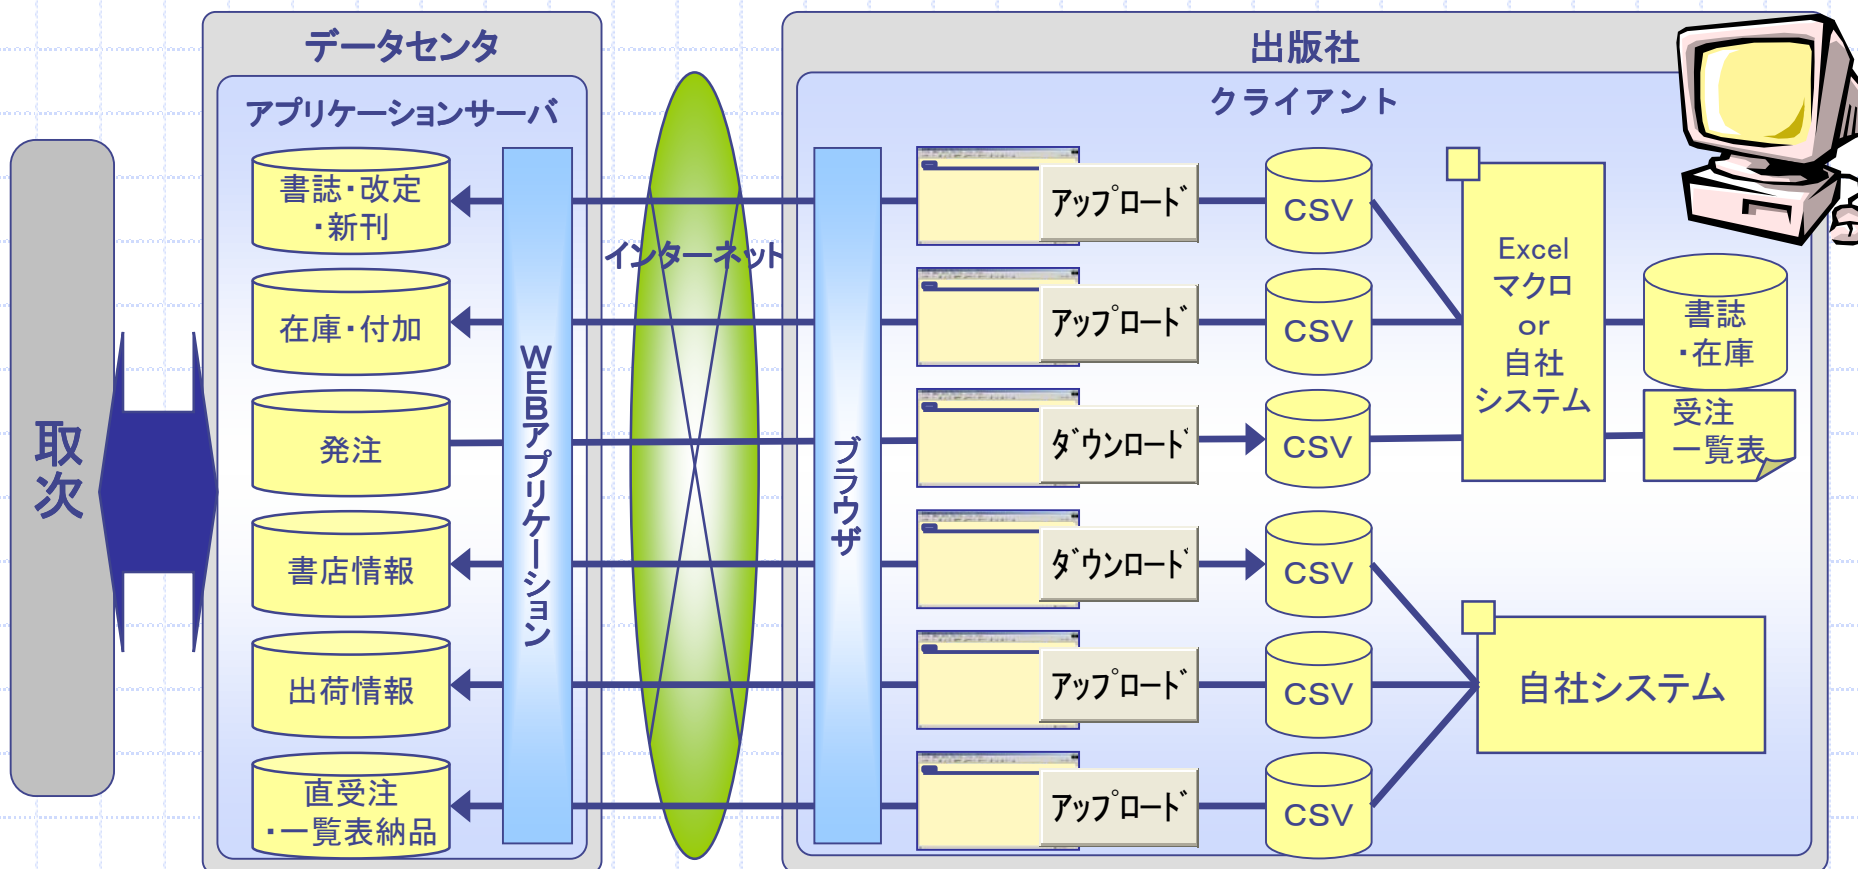 データセンタ
出版社
アプリケーションサーバ
クライアント
取次
書誌・改定
・新刊
在庫・付加
発注
書店情報
出荷情報
直受注
・一覧表納品
WEBアプリケーション
インターネット
ブラウザ
アップロード
アップロード
ダウンロード
ダウンロード
アップロード
アップロード
CSV
CSV
CSV
CSV
CSV
CSV
Excel
マクロ
or
自社
システム
書誌
・在庫
受注
一覧表
自社システム